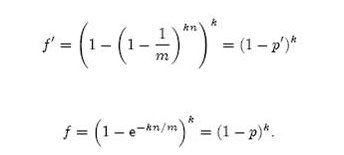 f′ = (1 − (1 − 1/m)^{kn})^k = (1 − p′)^k
f = (1 − e^{−kn/m})^k = (1 − p)^k.